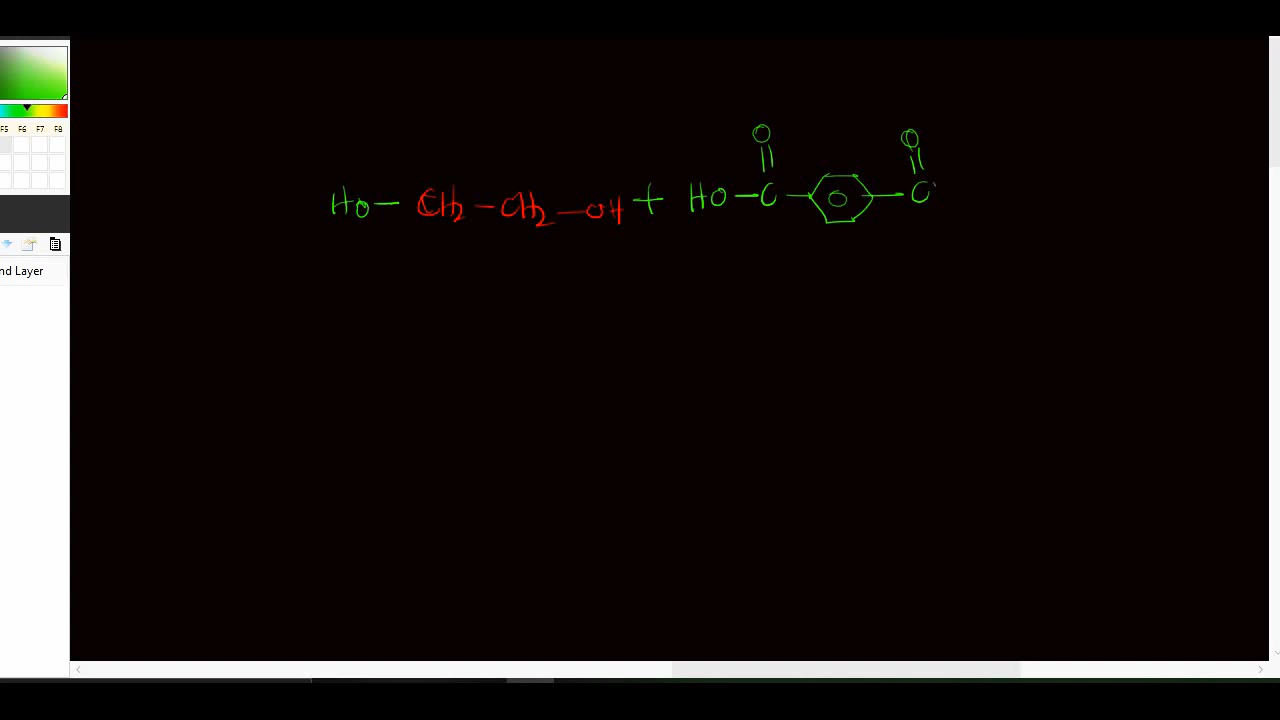 F5 F6 F7 F8
nd Layer
O O
|| ||
Ho — CH2 — CH2 — OH + HO — C — — C